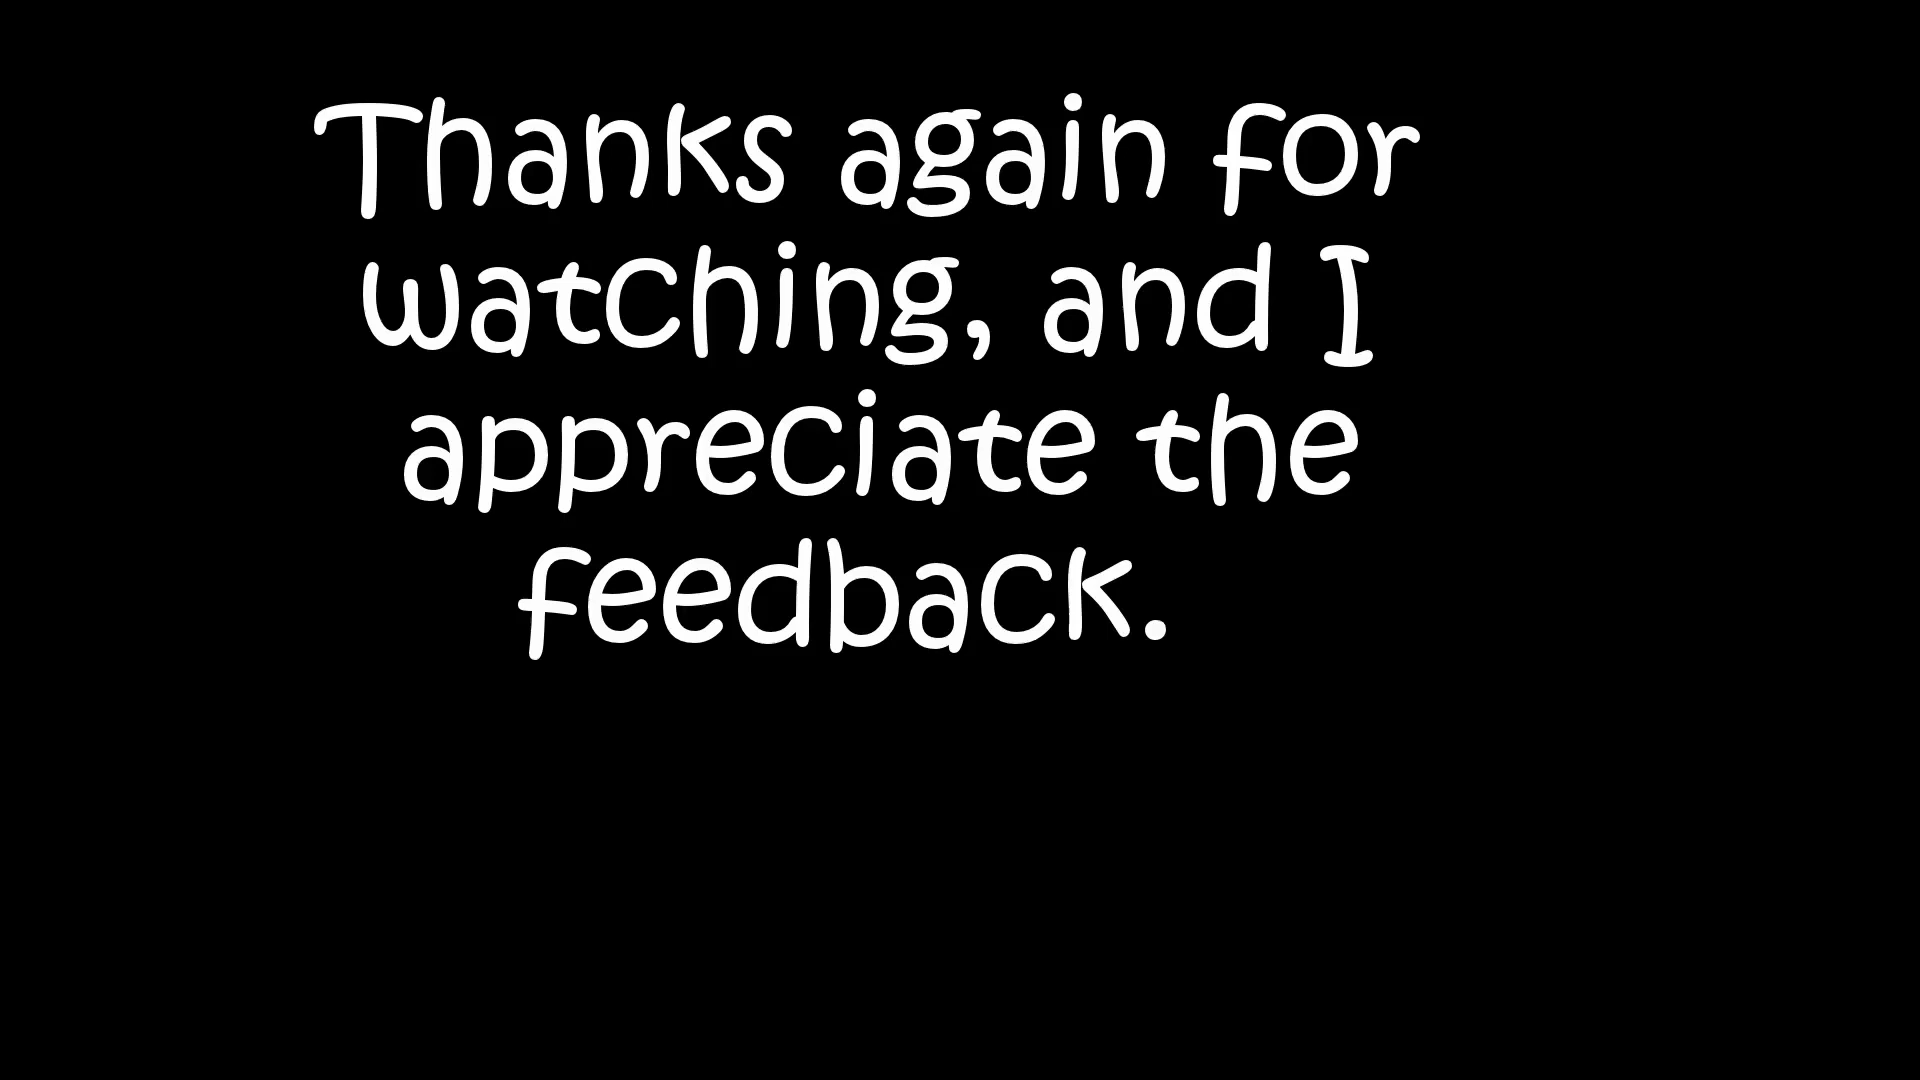 Thanks again for
watching, and I
appreciate the
feedback.